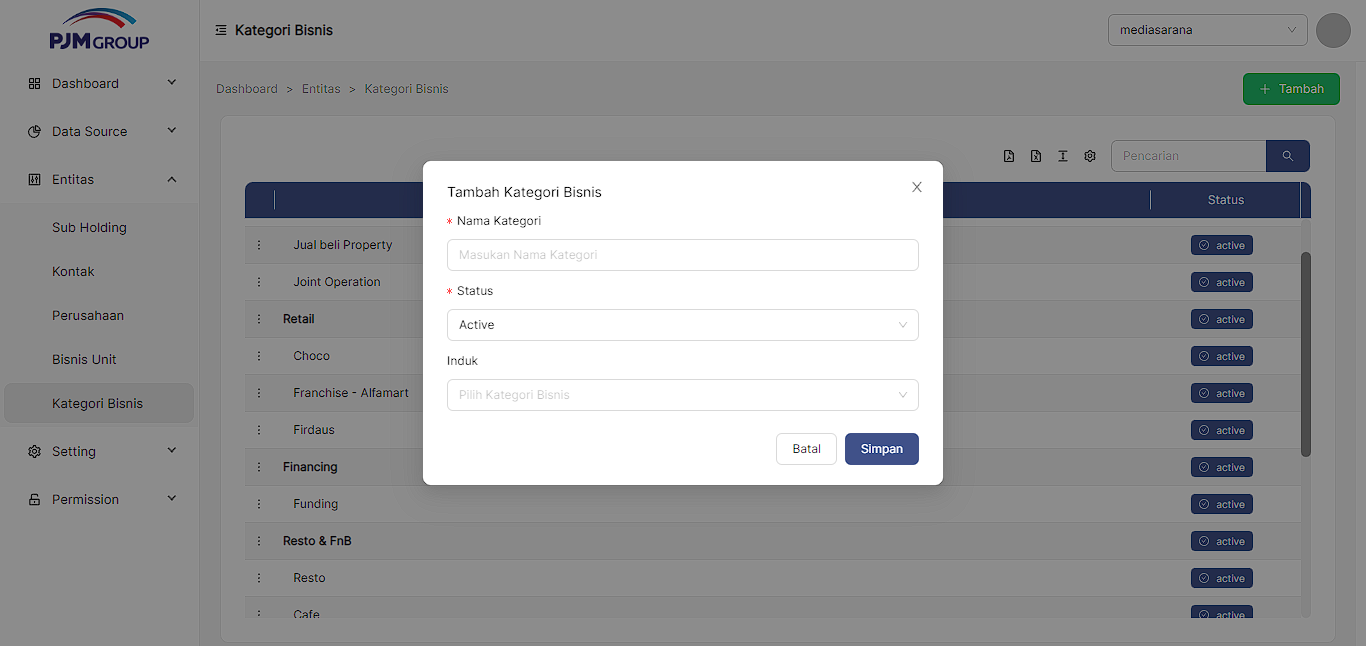 PJM GROUP
Kategori Bisnis
mediasarana
Dashboard
Data Source
Entitas
Sub Holding
Kontak
Perusahaan
Bisnis Unit
Kategori Bisnis
Setting
Permission
Dashboard > Entitas > Kategori Bisnis
+ Tambah
Pencarian
Status
Jual beli Property active
Joint Operation active
Retail active
Choco active
Franchise - Alfamart active
Firdaus active
Financing active
Funding active
Resto & FnB active
Resto active
Cafe active
Tambah Kategori Bisnis
* Nama Kategori
Masukan Nama Kategori
* Status
Active
Induk
Pilih Kategori Bisnis
Batal Simpan